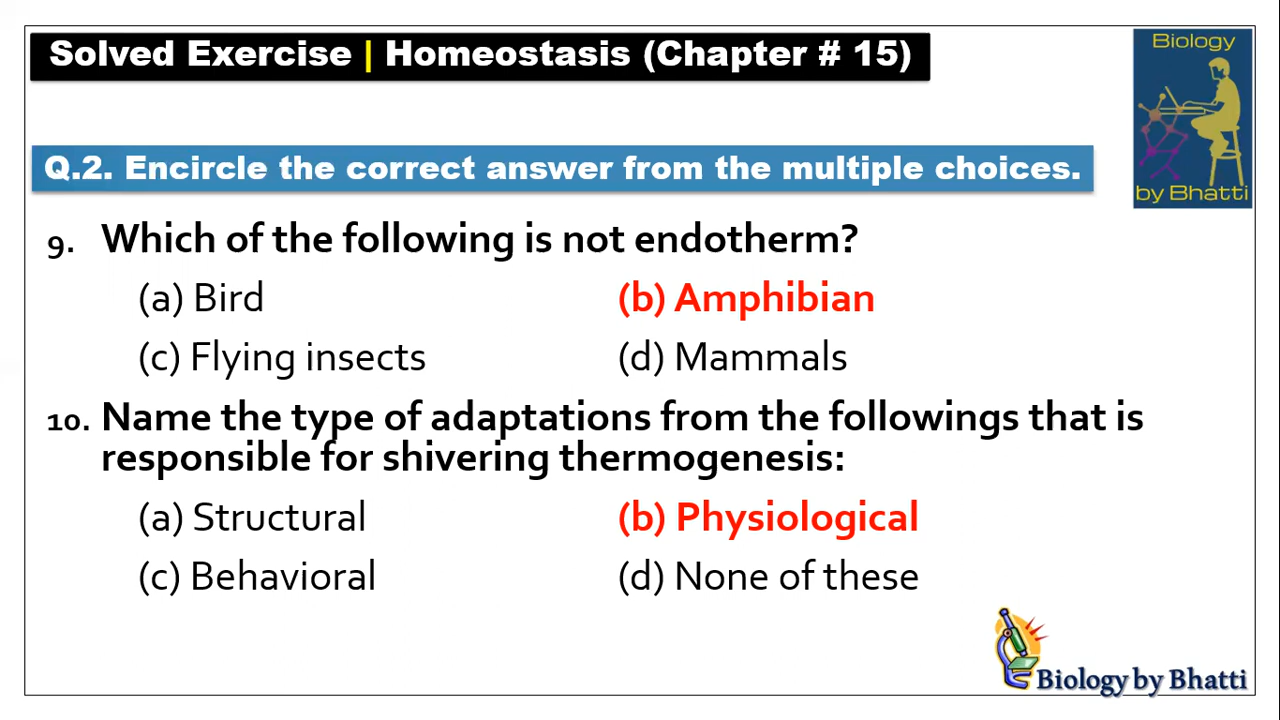 Solved Exercise | Homeostasis (Chapter # 15)
Biology
by Bhatti
Q.2. Encircle the correct answer from the multiple choices.
9. Which of the following is not endotherm?
(a) Bird (b) Amphibian
(c) Flying insects (d) Mammals
10. Name the type of adaptations from the followings that is
responsible for shivering thermogenesis:
(a) Structural (b) Physiological
(c) Behavioral (d) None of these
Biology by Bhatti